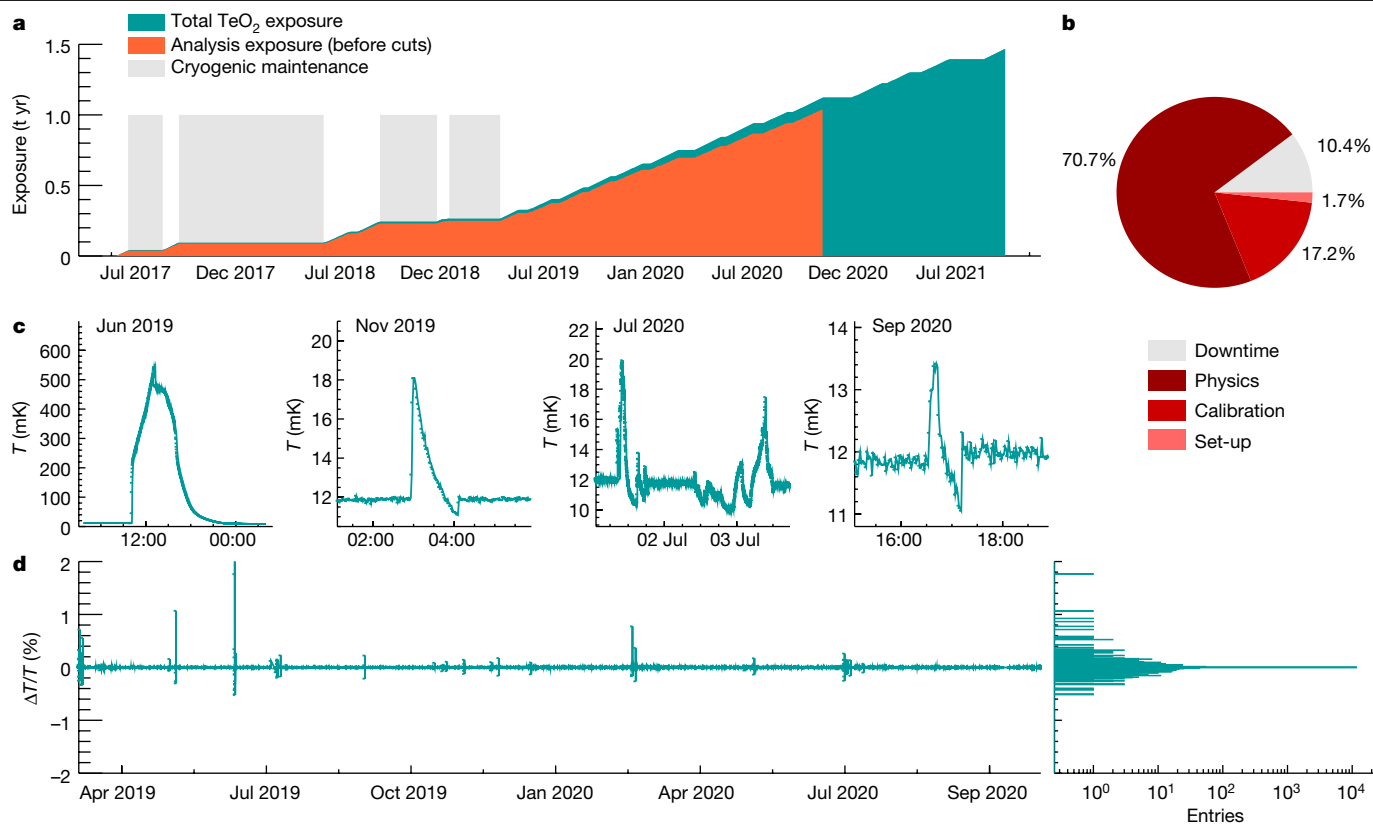 a
Total TeO2 exposure
Analysis exposure (before cuts)
Cryogenic maintenance
Exposure (t yr)
1.5
1.0
0.5
0
Jul 2017 Dec 2017 Jul 2018 Dec 2018 Jul 2019 Jan 2020 Jul 2020 Dec 2020 Jul 2021
b
70.7%
10.4%
1.7%
17.2%
Downtime
Physics
Calibration
Set-up
c
Jun 2019
T (mK)
600
500
400
300
200
100
0
12:00 00:00
Nov 2019
T (mK)
20
18
16
14
12
02:00 04:00
Jul 2020
T (mK)
22
20
18
16
14
12
10
02 Jul 03 Jul
Sep 2020
T (mK)
14
13
12
11
16:00 18:00
d
ΔT/T (%)
2
1
0
−1
−2
Apr 2019 Jul 2019 Oct 2019 Jan 2020 Apr 2020 Jul 2020 Sep 2020
10^0 10^1 10^2 10^3 10^4
Entries